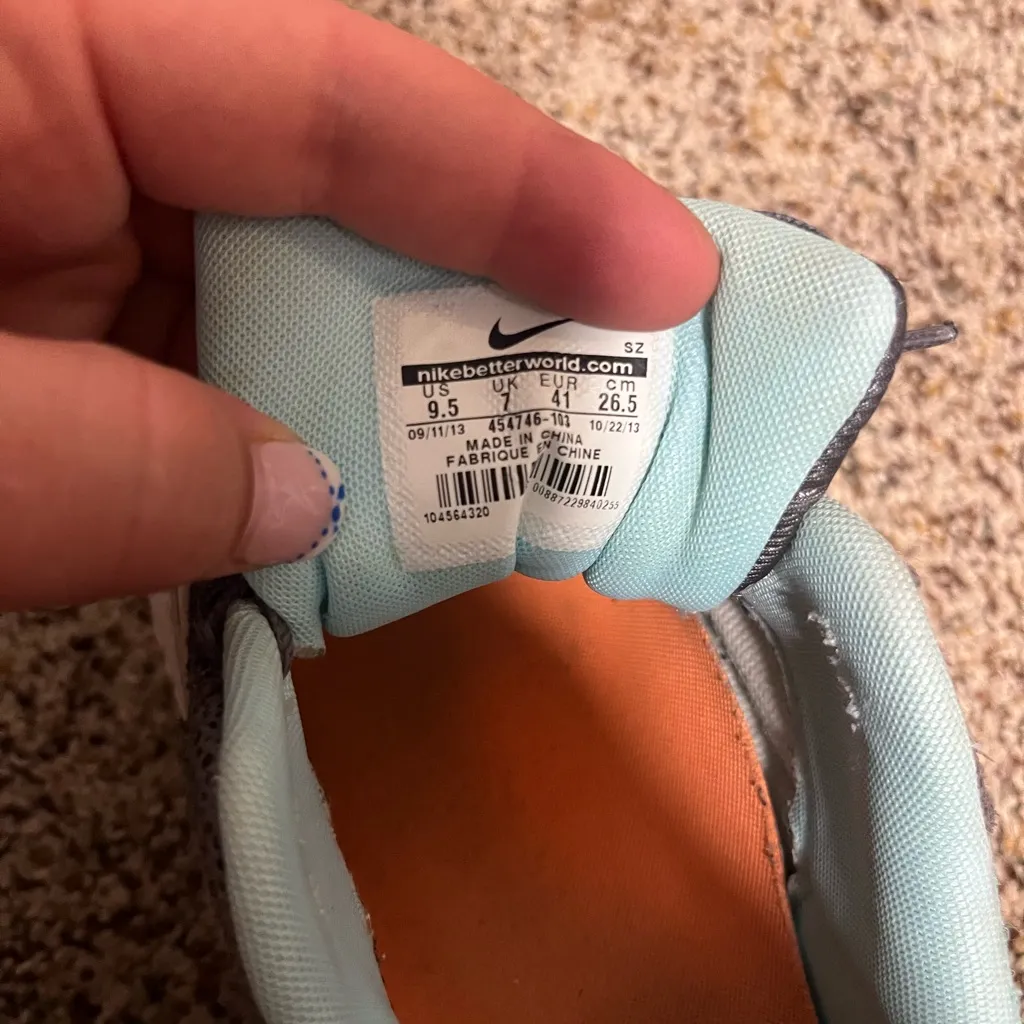 SZ
nikebetterworld.com
US UK EUR cm
9.5 7 41 26.5
09/11/13 454746-103 10/22/13
MADE IN CHINA
FABRIQUE EN CHINE
104564320 00887229840255